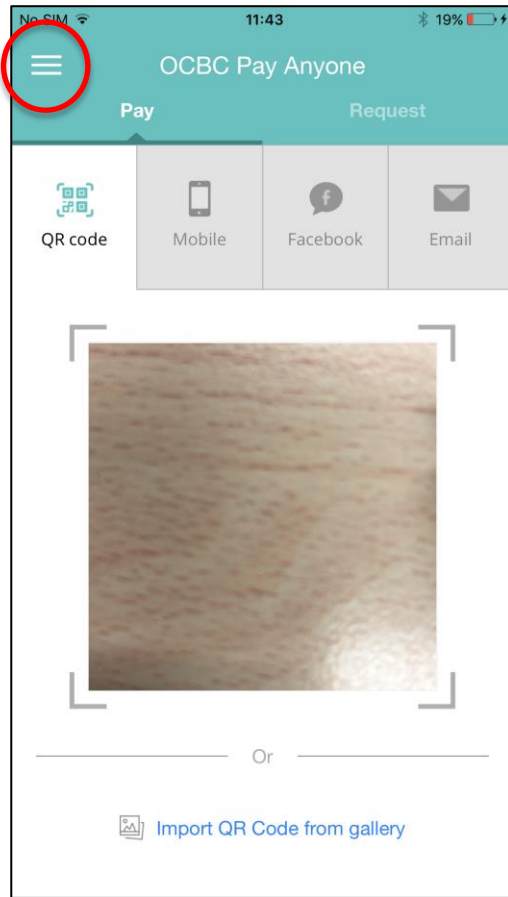 No SIM 11:43 19%
OCBC Pay Anyone
Pay Request
QR code Mobile Facebook Email
Or
Import QR Code from gallery